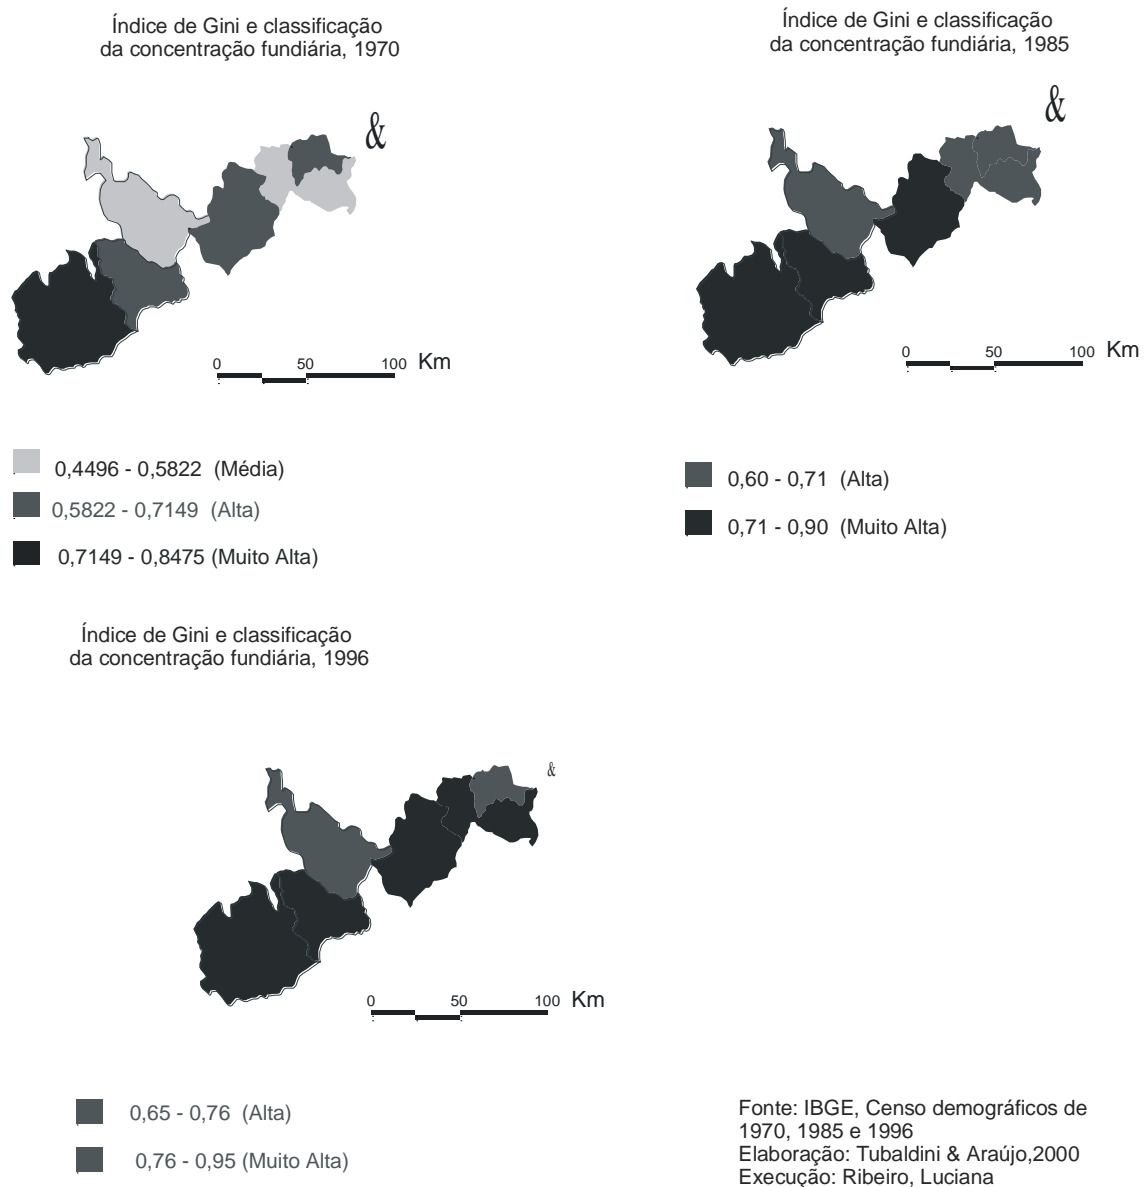 Índice de Gini e classificação
da concentração fundiária, 1970
&
0 50 100 Km
0,4496 - 0,5822 (Média)
0,5822 - 0,7149 (Alta)
0,7149 - 0,8475 (Muito Alta)
Índice de Gini e classificação
da concentração fundiária, 1985
&
0 50 100 Km
0,60 - 0,71 (Alta)
0,71 - 0,90 (Muito Alta)
Índice de Gini e classificação
da concentração fundiária, 1996
&
0 50 100 Km
0,65 - 0,76 (Alta)
0,76 - 0,95 (Muito Alta)
Fonte: IBGE, Censo demográficos de
1970, 1985 e 1996
Elaboração: Tubaldini & Araújo,2000
Execução: Ribeiro, Luciana